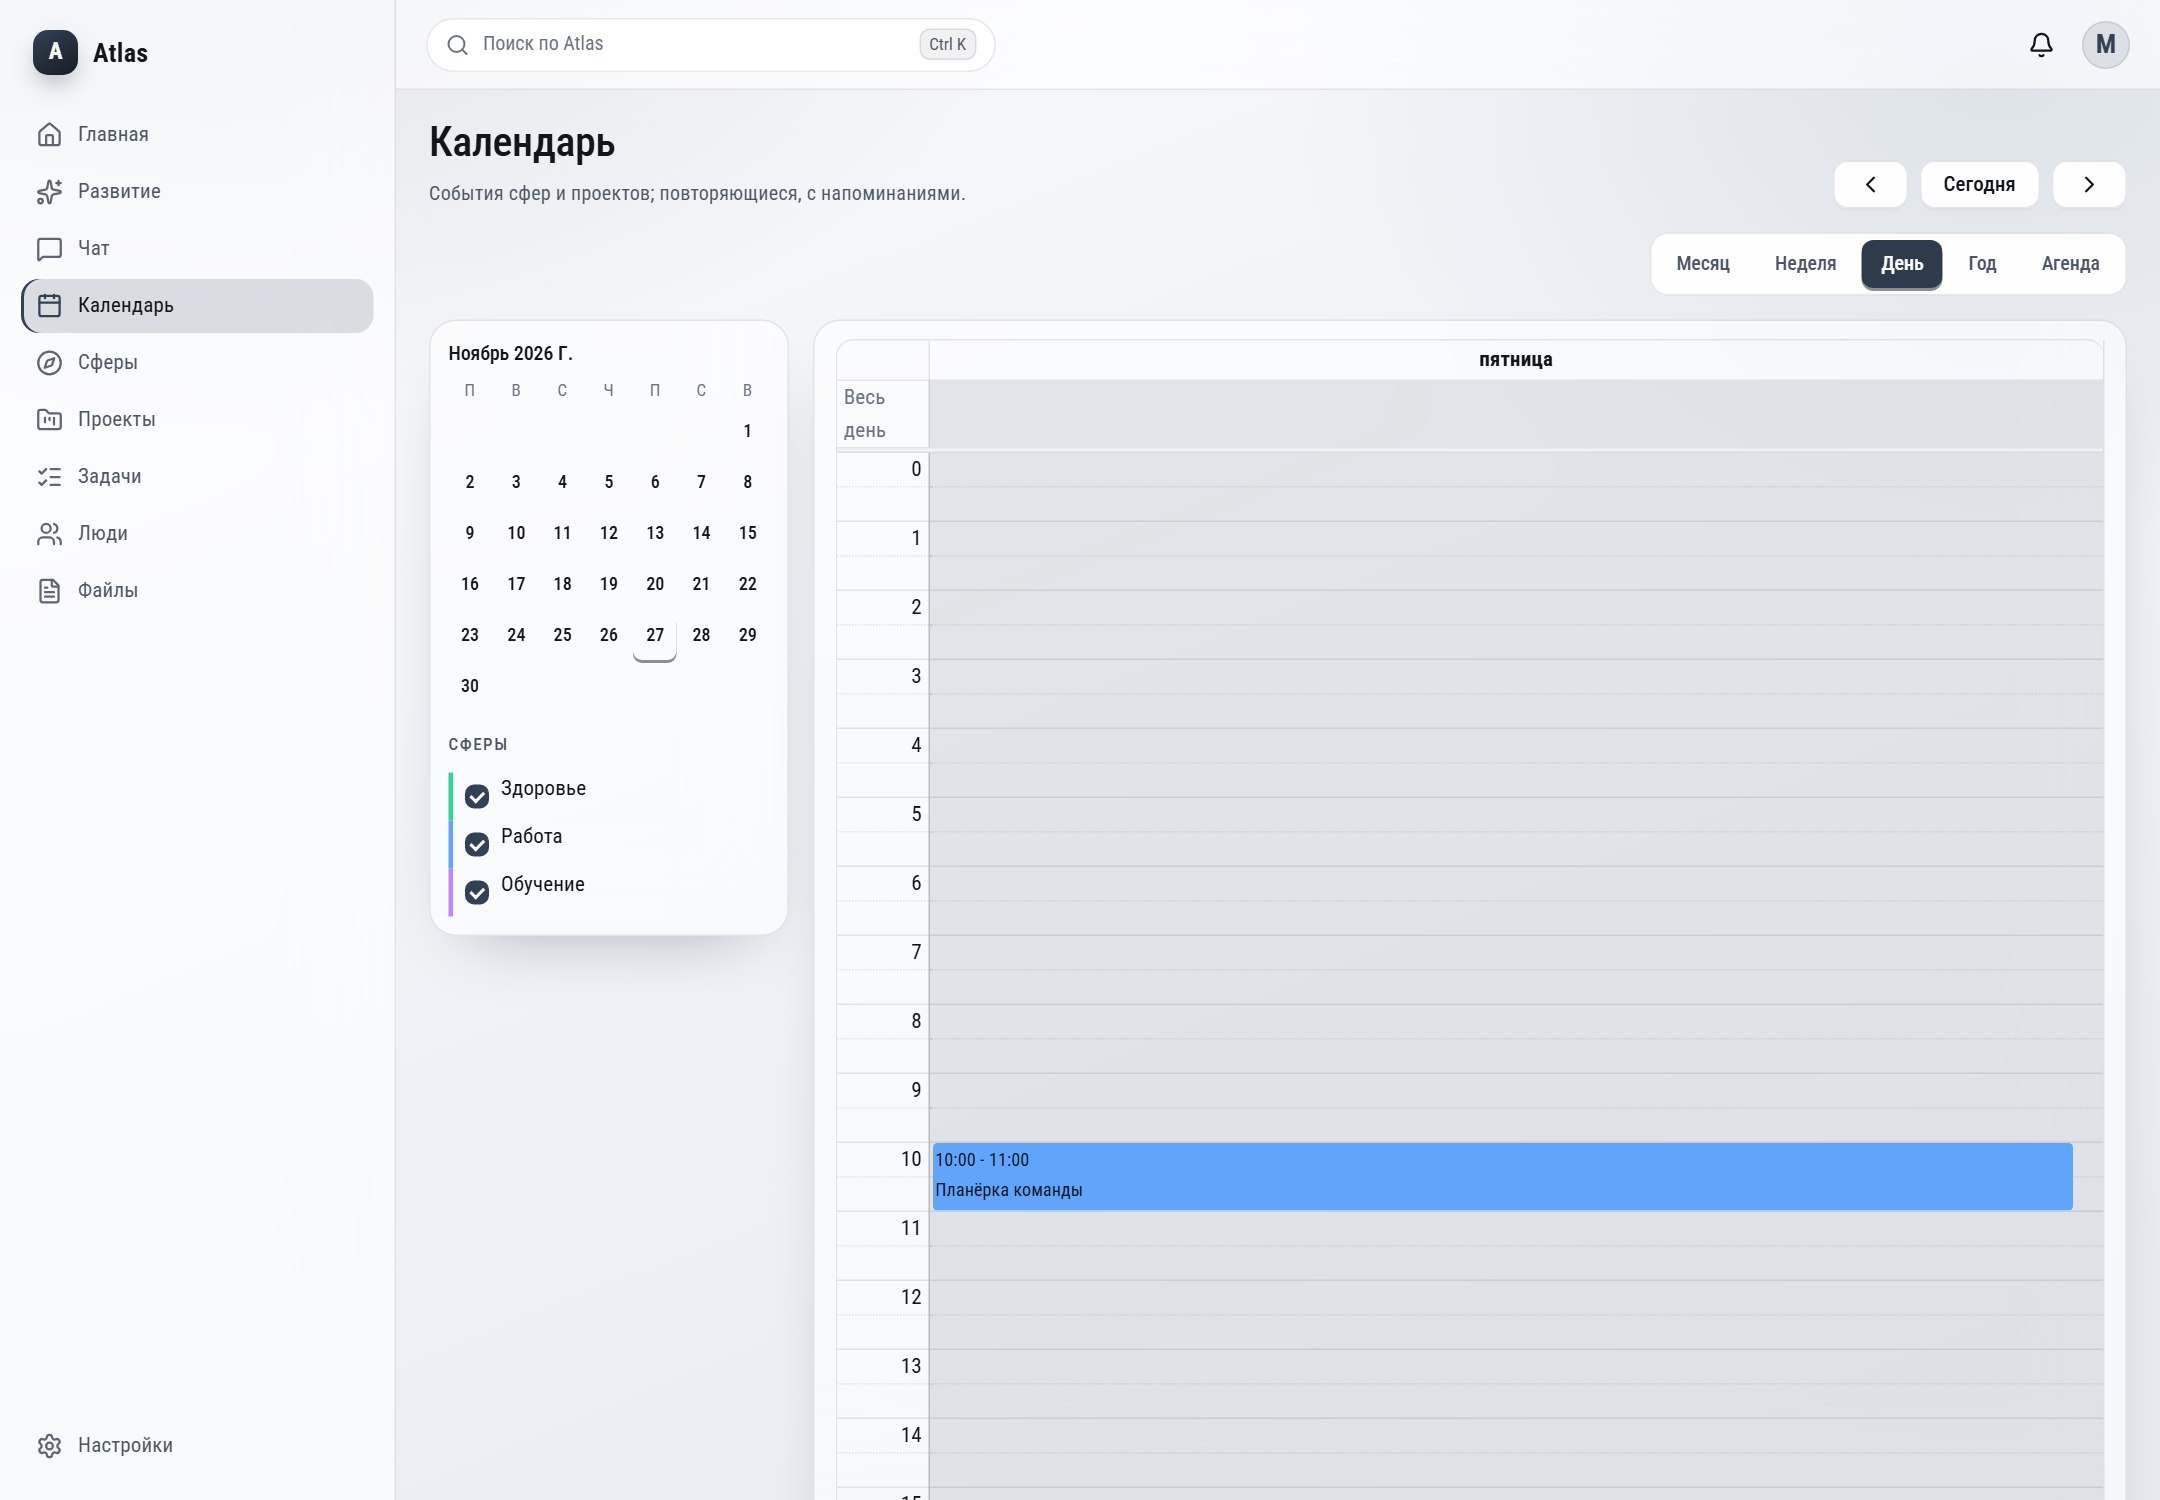 A Atlas
Главная
Развитие
Чат
Календарь
Сферы
Проекты
Задачи
Люди
Файлы
Настройки
Поиск по Atlas Ctrl K
M
Календарь
События сфер и проектов; повторяющиеся, с напоминаниями.
Сегодня
Месяц Неделя День Год Агенда
Ноябрь 2026 Г.
П В С Ч П С В
1
2 3 4 5 6 7 8
9 10 11 12 13 14 15
16 17 18 19 20 21 22
23 24 25 26 27 28 29
30
СФЕРЫ
Здоровье
Работа
Обучение
пятница
Весь
день
0
1
2
3
4
5
6
7
8
9
10
10:00 - 11:00
Планёрка команды
11
12
13
14